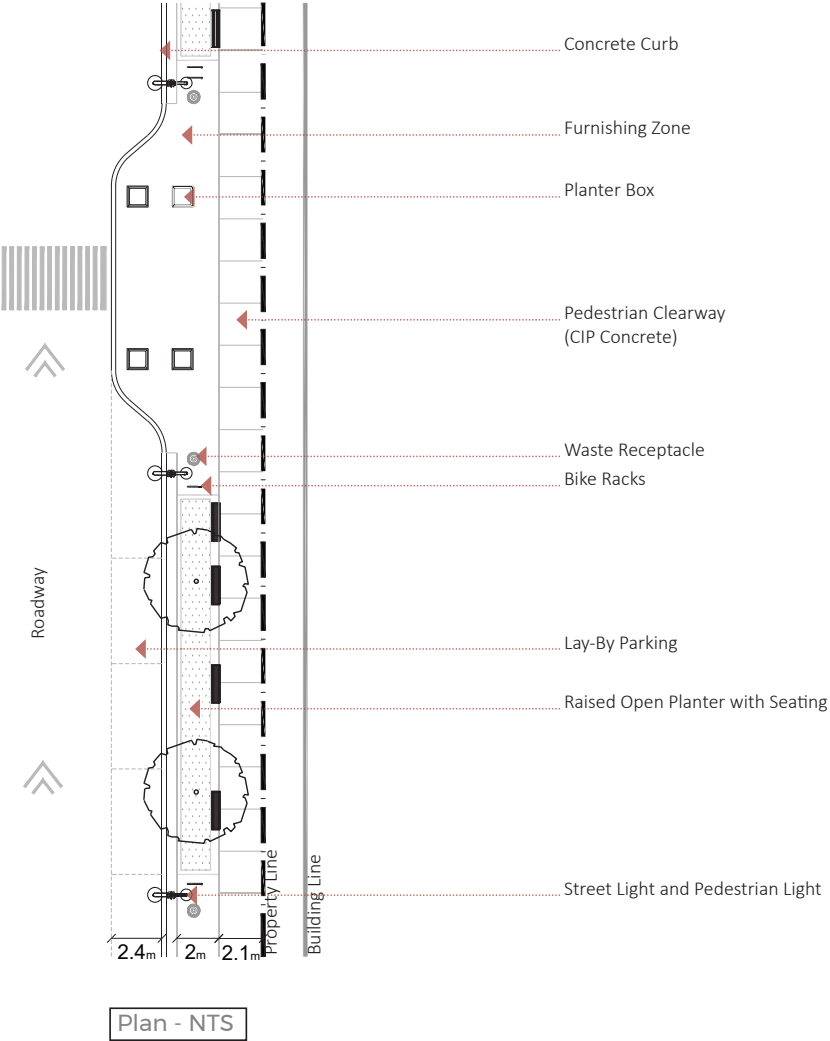 Concrete Curb
Furnishing Zone
Planter Box
Pedestrian Clearway
(CIP Concrete)
Waste Receptacle
Bike Racks
Roadway
Lay-By Parking
Raised Open Planter with Seating
Property Line
Building Line
Street Light and Pedestrian Light
2.4m
2m
2.1m
Plan - NTS